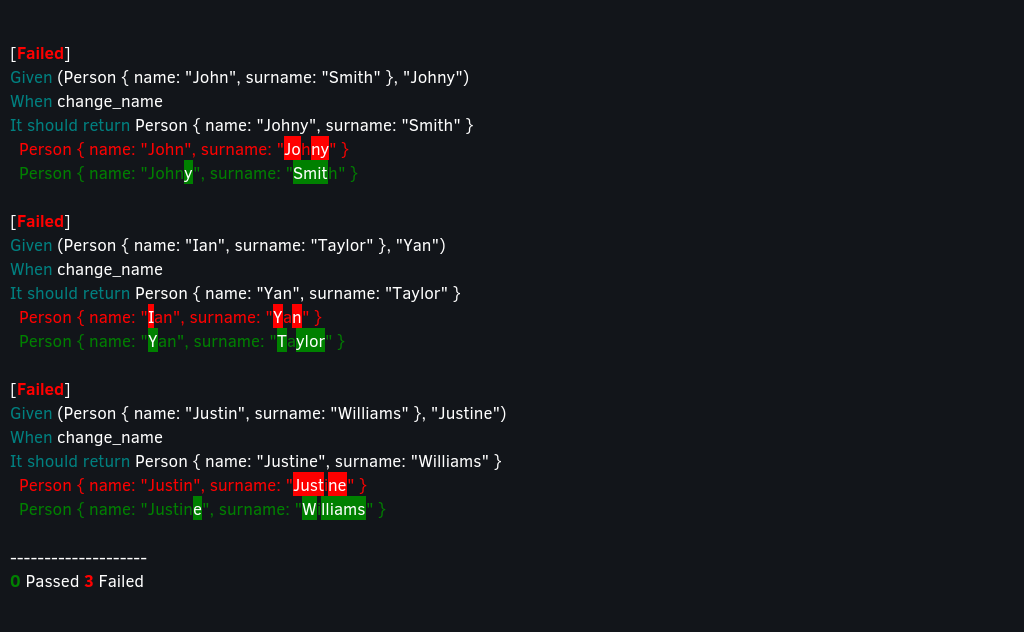 [Failed]
Given (Person { name: "John", surname: "Smith" }, "Johny")
When change_name
It should return Person { name: "Johny", surname: "Smith" }
Person { name: "John", surname: "Johny" }
Person { name: "Johny", surname: "Smith" }
[Failed]
Given (Person { name: "Ian", surname: "Taylor" }, "Yan")
When change_name
It should return Person { name: "Yan", surname: "Taylor" }
Person { name: "Ian", surname: "Yan" }
Person { name: "Yan", surname: "Taylor" }
[Failed]
Given (Person { name: "Justin", surname: "Williams" }, "Justine")
When change_name
It should return Person { name: "Justine", surname: "Williams" }
Person { name: "Justin", surname: "Justine" }
Person { name: "Justine", surname: "Williams" }
--------------------
0 Passed 3 Failed